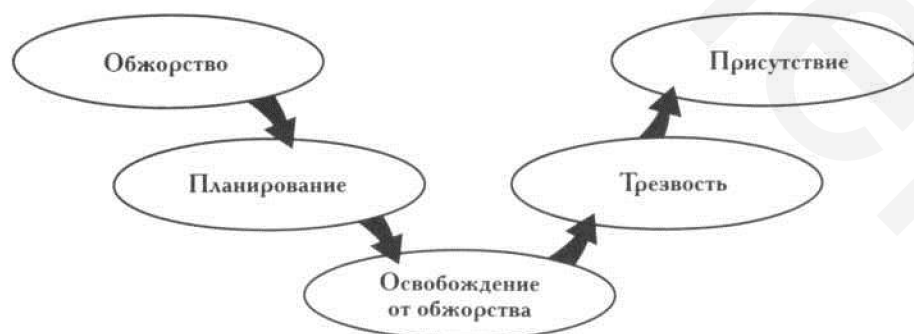 Обжорство
Планирование
Освобождение
от обжорства
Трезвость
Присутствие